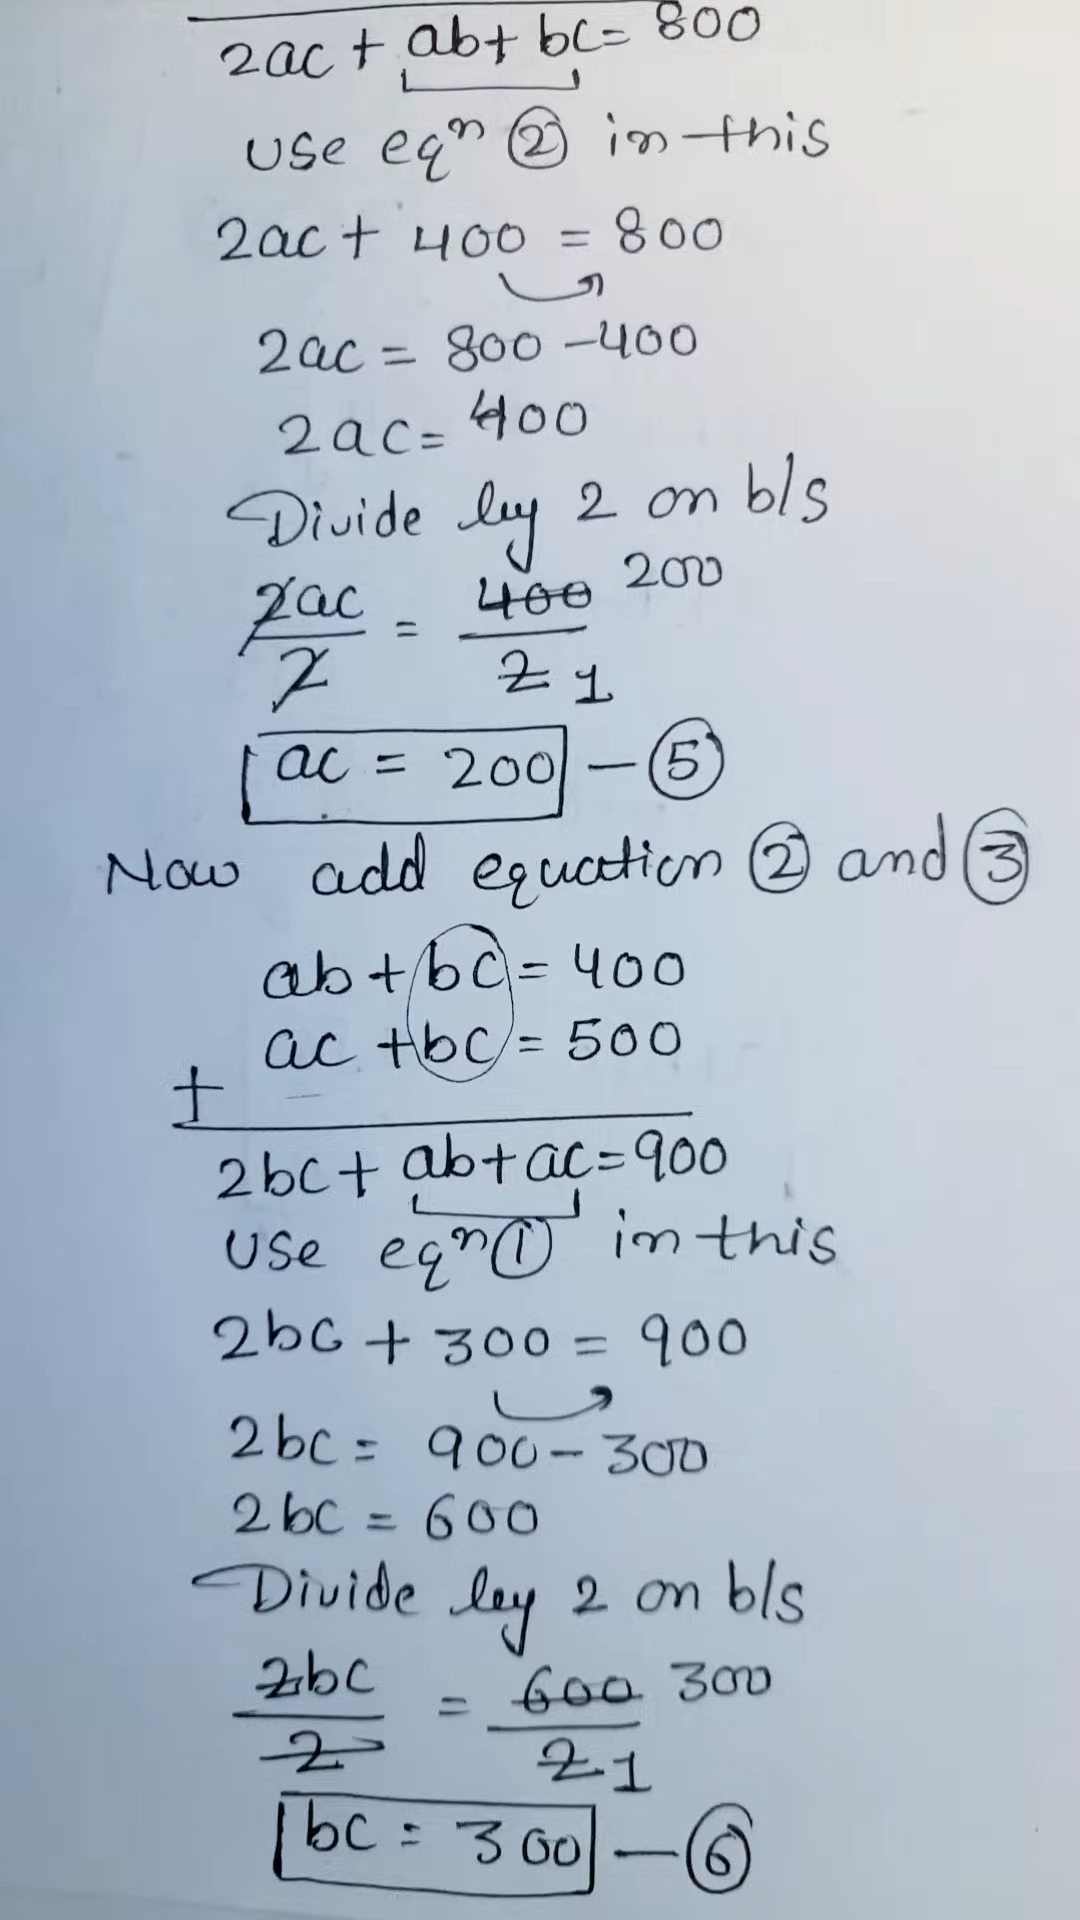 2ac + ab + bc = 800
use eqⁿ ② in this
2ac + 400 = 800
2ac = 800 - 400
2ac = 400
Divide by 2 on b/s
2ac/2 = 400/2 200 1
ac = 200 - ⑤
Now add equation ② and ③
ab + bc = 400
ac + bc = 500
+
2bc + ab + ac = 900
use eqⁿ ① in this
2bc + 300 = 900
2bc = 900 - 300
2bc = 600
Divide by 2 on b/s
2bc/2 = 600/2 300 1
bc = 300 - ⑥